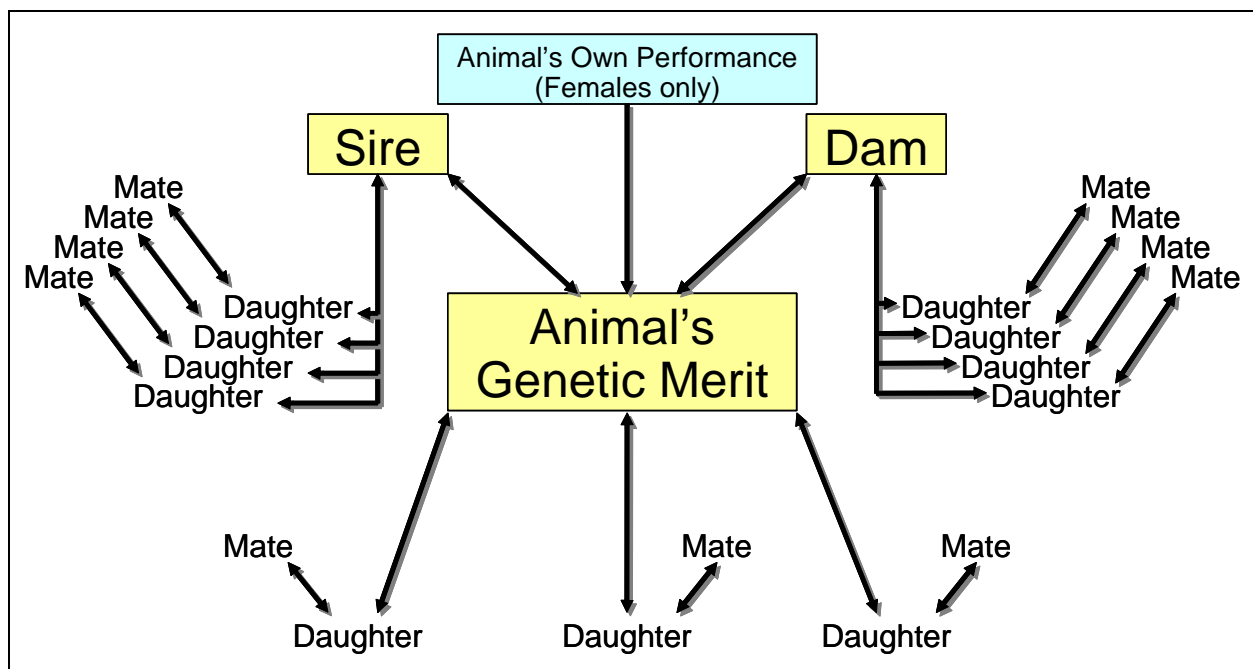 Animal's Own Performance
(Females only)
Sire
Dam
Mate
Mate
Mate
Mate
Daughter
Daughter
Daughter
Daughter
Animal's
Genetic Merit
Mate
Mate
Mate
Mate
Daughter
Daughter
Daughter
Daughter
Mate
Mate
Mate
Daughter
Daughter
Daughter